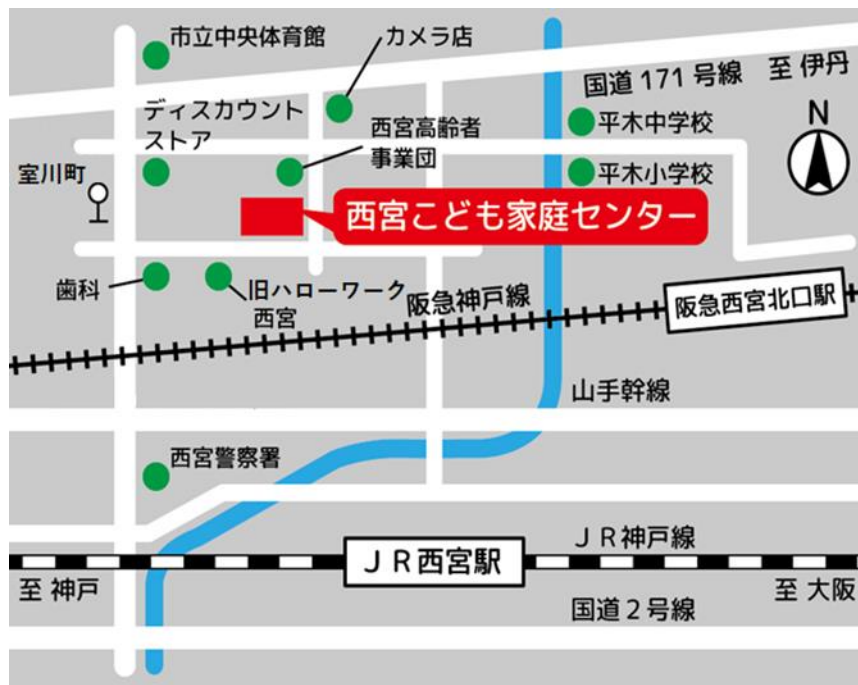 市立中央体育館
カメラ店
国道171号線
至 伊丹
ディスカウント
ストア
西宮高齢者
事業団
平木中学校
N
室川町
平木小学校
西宮こども家庭センター
歯科
旧ハローワーク
西宮
阪急神戸線
阪急西宮北口駅
山手幹線
西宮警察署
JR西宮駅
JR神戸線
至 神戸
至 大阪
国道2号線